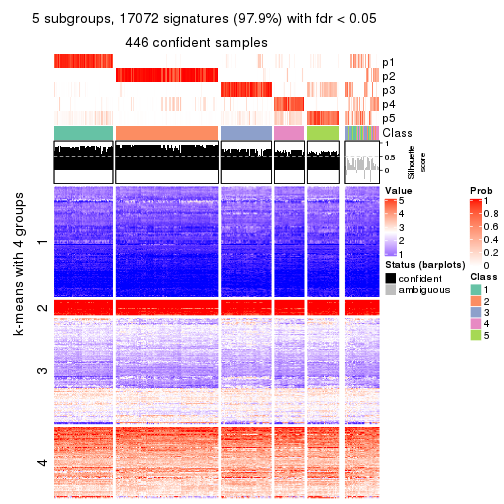 5 subgroups, 17072 signatures (97.9%) with fdr < 0.05
446 confident samples
p1
p2
p3
p4
p5
Class
1
0.5
0
Silhouette
score
k-means with 4 groups
1
2
3
4
Value
5
4
3
2
1
Status (barplots)
confident
ambiguous
Prob
1
0.8
0.6
0.4
0.2
0
Class
1
2
3
4
5